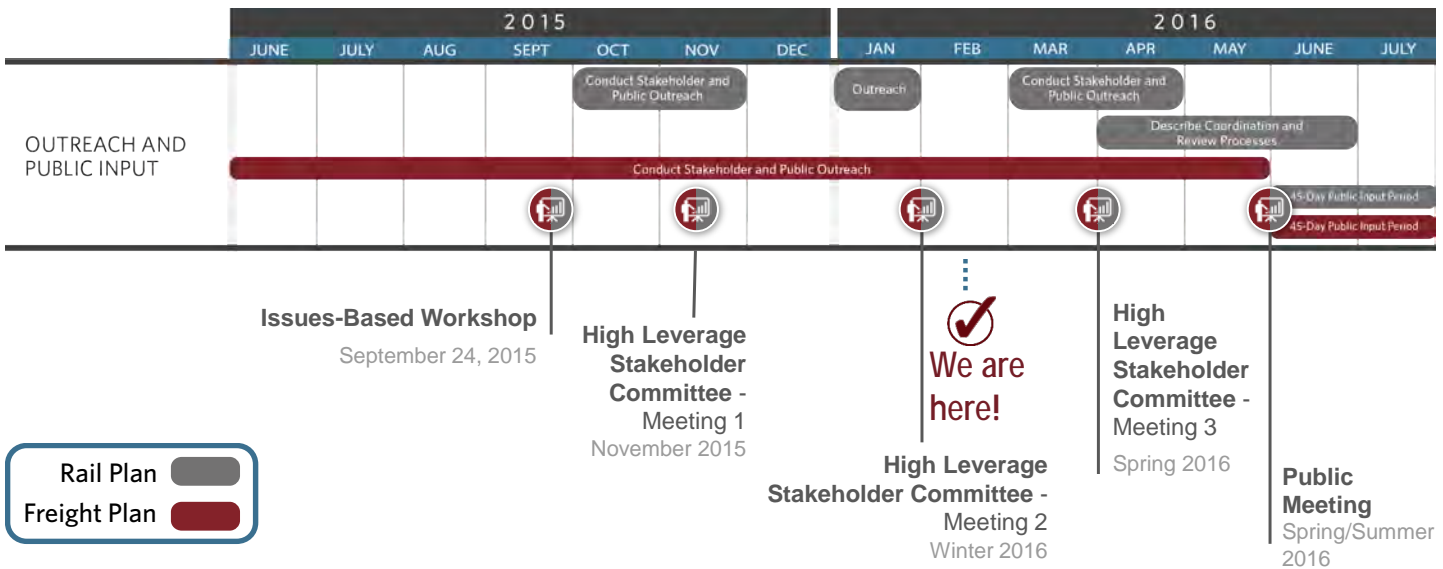 2015
2016
JUNE
JULY
AUG
SEPT
OCT
NOV
DEC
JAN
FEB
MAR
APR
MAY
JUNE
JULY
OUTREACH AND
PUBLIC INPUT
Conduct Stakeholder and
Public Outreach
Outreach
Conduct Stakeholder and
Public Outreach
Describe Coordination and
Review Processes
Conduct Stakeholder and Public Outreach
45-Day Public Input Period
45-Day Public Input Period
Issues-Based Workshop
September 24, 2015
High Leverage
Stakeholder
Committee -
Meeting 1
November 2015
We are
here!
High Leverage
Stakeholder Committee -
Meeting 2
Winter 2016
High
Leverage
Stakeholder
Committee -
Meeting 3
Spring 2016
Public
Meeting
Spring/Summer
2016
Rail Plan
Freight Plan